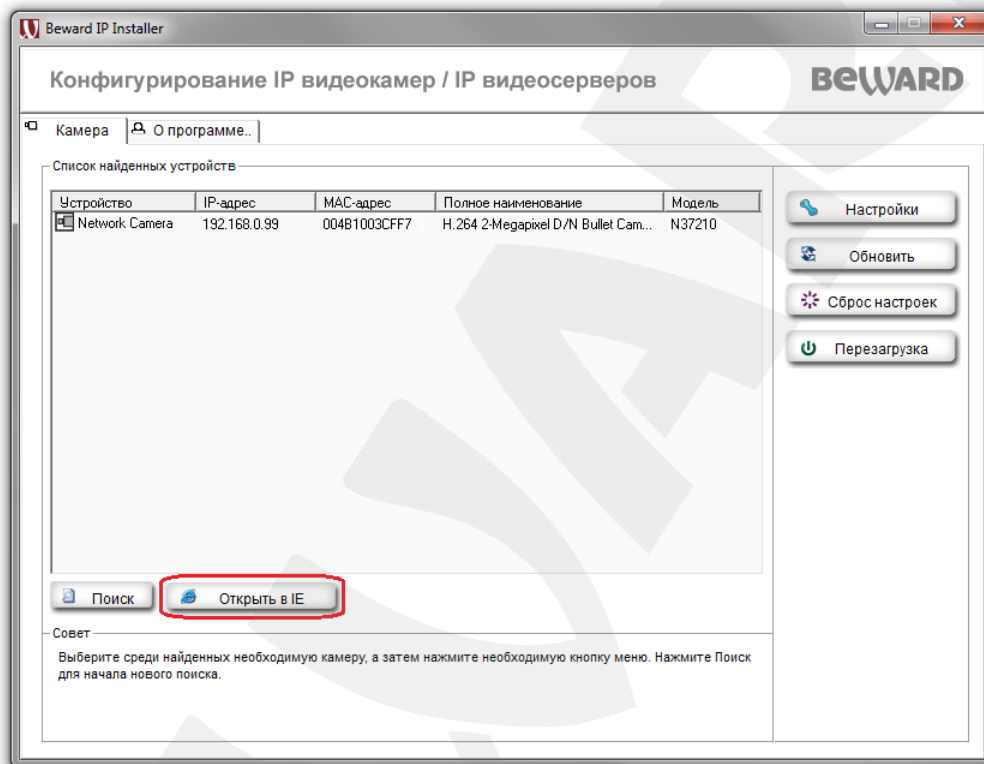 Beward IP Installer
Конфигурирование IP видеокамер / IP видеосерверов
BEWARD
Камера
О программе..
Список найденных устройств
Устройство IP-адрес MAC-адрес Полное наименование Модель
Network Camera 192.168.0.99 004B1003CFF7 H.264 2-Megapixel D/N Bullet Cam... N37210
Настройки
Обновить
Сброс настроек
Перезагрузка
Поиск
Открыть в IE
Совет
Выберите среди найденных необходимую камеру, а затем нажмите необходимую кнопку меню. Нажмите Поиск
для начала нового поиска.